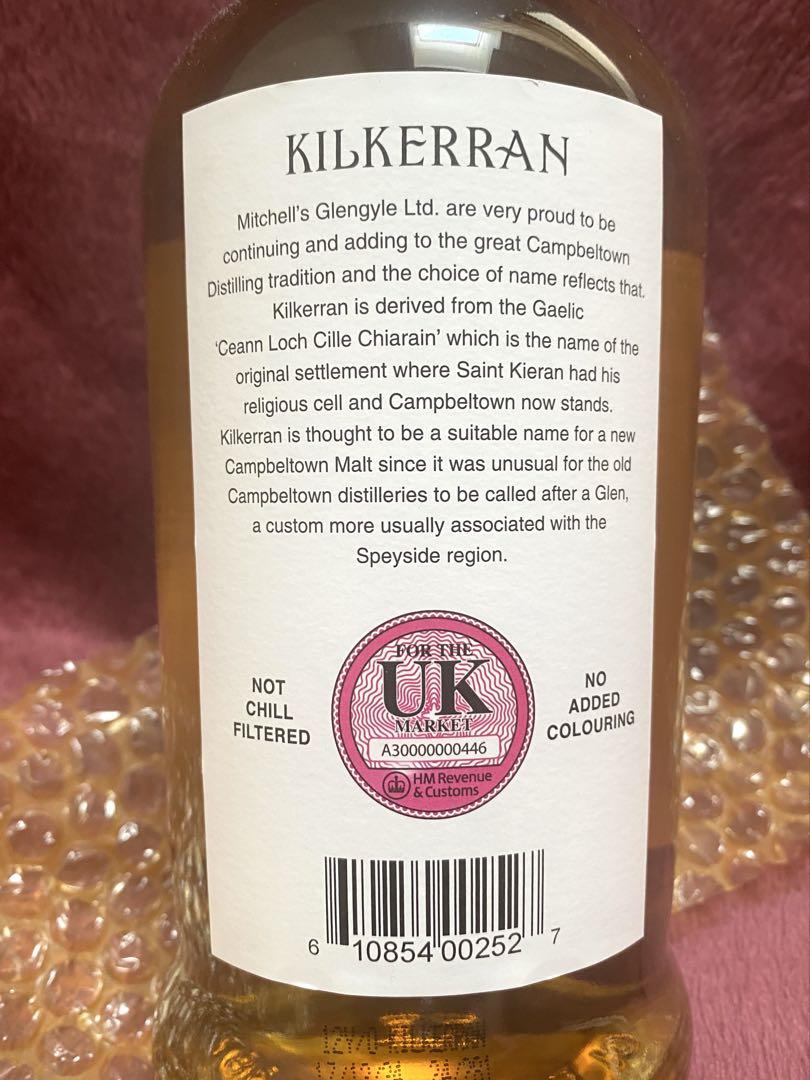 KILKERRAN
Mitchell's Glengyle Ltd. are very proud to be
continuing and adding to the great Campbeltown
Distilling tradition and the choice of name reflects that.
Kilkerran is derived from the Gaelic
'Ceann Loch Cille Chiarain' which is the name of the
original settlement where Saint Kieran had his
religious cell and Campbeltown now stands.
Kilkerran is thought to be a suitable name for a new
Campbeltown Malt since it was unusual for the old
Campbeltown distilleries to be called after a Glen,
a custom more usually associated with the
Speyside region.
NOT
CHILL
FILTERED
FOR THE
UK
MARKET
A30000000446
HM Revenue
& Customs
NO
ADDED
COLOURING
6 10854 00252 7